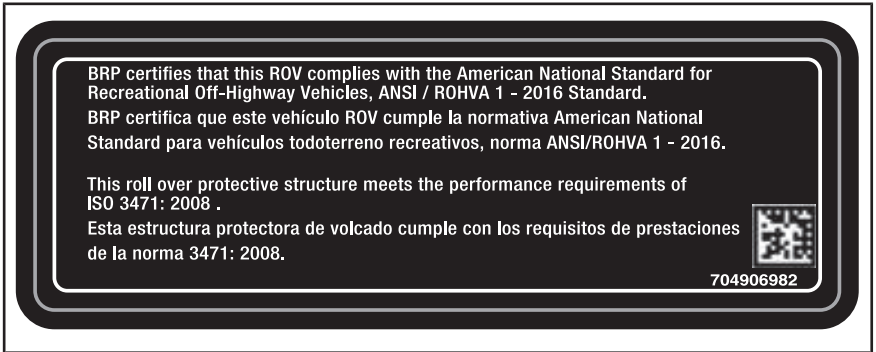 BRP certifies that this ROV complies with the American National Standard for
Recreational Off-Highway Vehicles, ANSI / ROHVA 1 - 2016 Standard.
BRP certifica que este vehículo ROV cumple la normativa American National
Standard para vehículos todoterreno recreativos, norma ANSI/ROHVA 1 - 2016.
This roll over protective structure meets the performance requirements of
ISO 3471: 2008 .
Esta estructura protectora de volcado cumple con los requisitos de prestaciones
de la norma 3471: 2008.
704906982